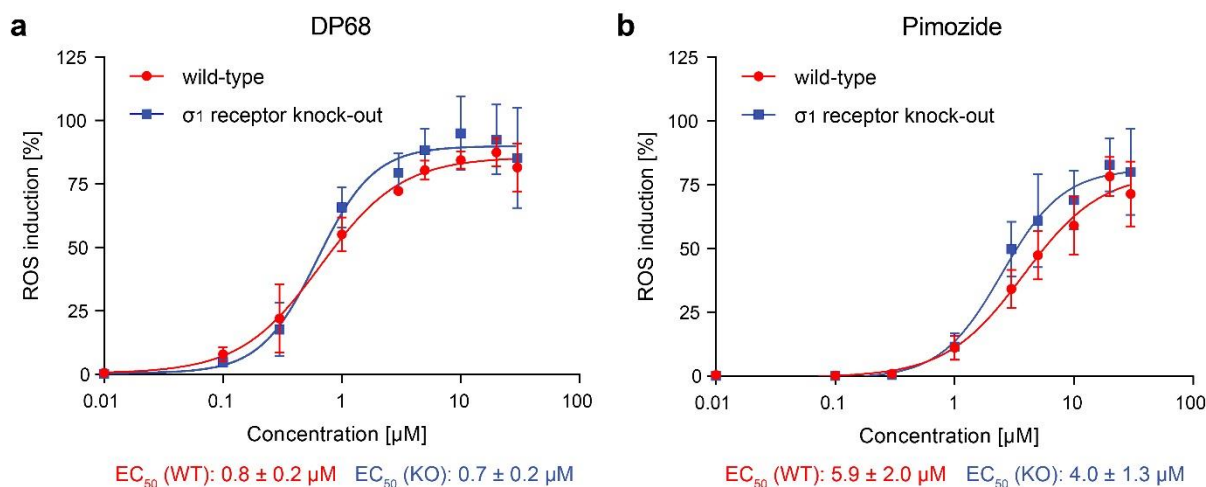 a
DP68
125
100
75
50
25
0
ROS induction [%]
wild-type
σ1 receptor knock-out
0.01
0.1
1
10
100
Concentration [µM]
EC50 (WT): 0.8 ± 0.2 µM
EC50 (KO): 0.7 ± 0.2 µM
b
Pimozide
125
100
75
50
25
0
ROS induction [%]
wild-type
σ1 receptor knock-out
0.01
0.1
1
10
100
Concentration [µM]
EC50 (WT): 5.9 ± 2.0 µM
EC50 (KO): 4.0 ± 1.3 µM